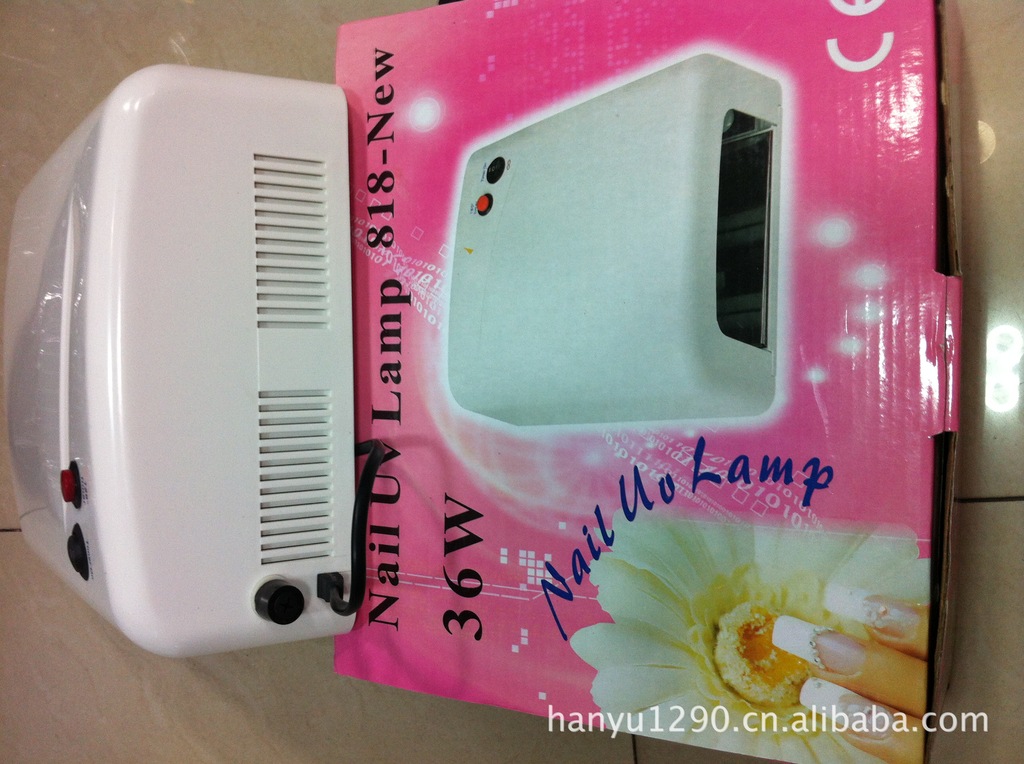 Nail UV Lamp 818-New
36W
Nail Uv Lamp
CE
hanyu1290.cn.alibaba.com